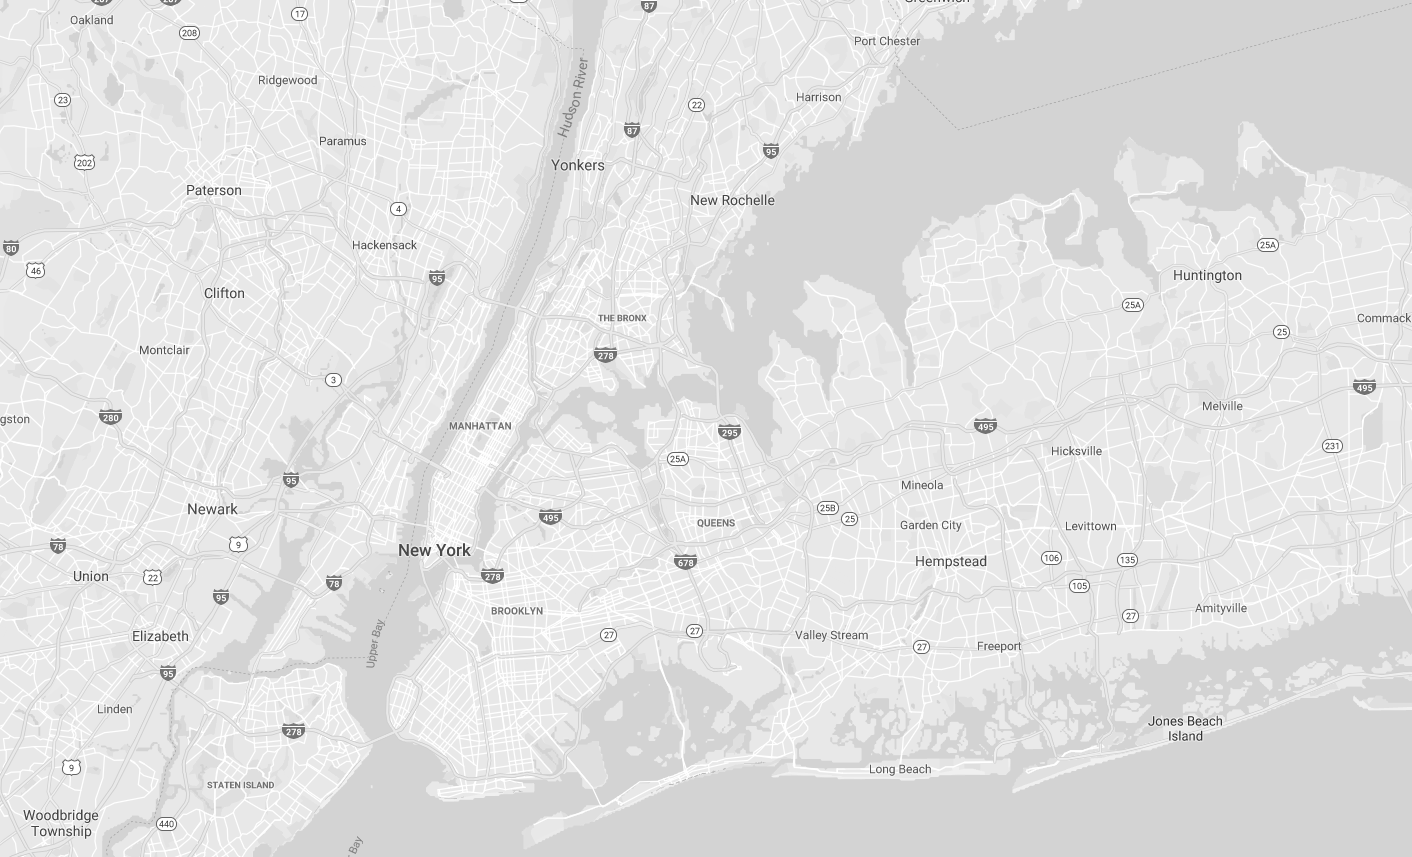 287
287
87
Greenwich
17
Oakland
208
Port Chester
Ridgewood
Hudson River
Harrison
23
22
87
Paramus
95
202
Yonkers
Paterson
New Rochelle
4
Hackensack
25A
80
46
95
Huntington
Clifton
25A
THE BRONX
Commack
25
Montclair
278
3
495
Melville
gston
280
MANHATTAN
495
295
231
Hicksville
25A
95
Mineola
Newark
25B
25
495
QUEENS
Garden City
Levittown
9
78
New York
Hempstead
106
135
678
Union
22
278
78
105
95
BROOKLYN
Amityville
27
Elizabeth
Upper Bay
27
27
Valley Stream
27
Freeport
95
Linden
278
Jones Beach
Island
9
Long Beach
STATEN ISLAND
Woodbridge
Township
440
r Bay